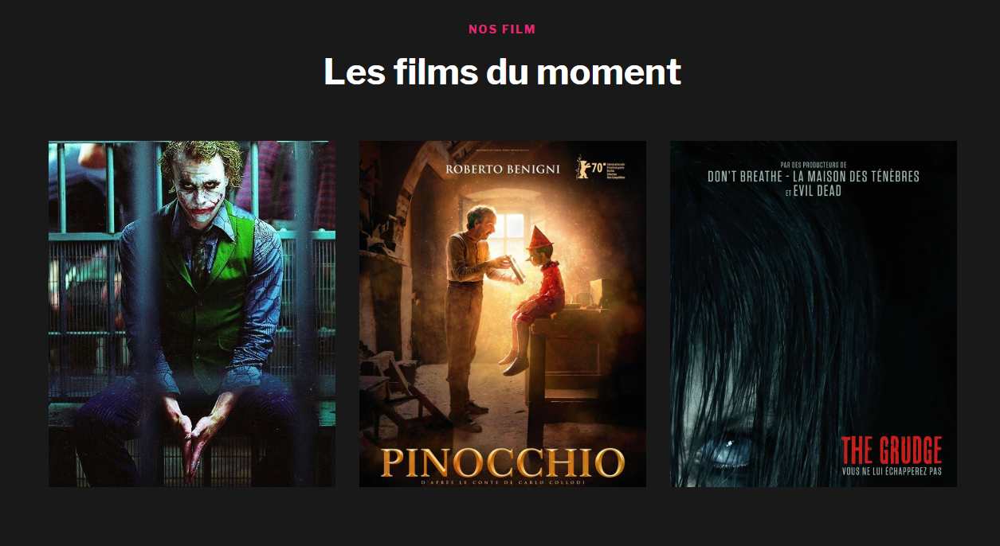 NOS FILM
Les films du moment
ROBERTO BENIGNI
70
PINOCCHIO
D'APRÈS LE CONTE DE CARLO COLLODI
PAR DES PRODUCTEURS DE
DON'T BREATHE - LA MAISON DES TÉNÈBRES
ET EVIL DEAD
THE GRUDGE
VOUS NE LUI ÉCHAPPEREZ PAS